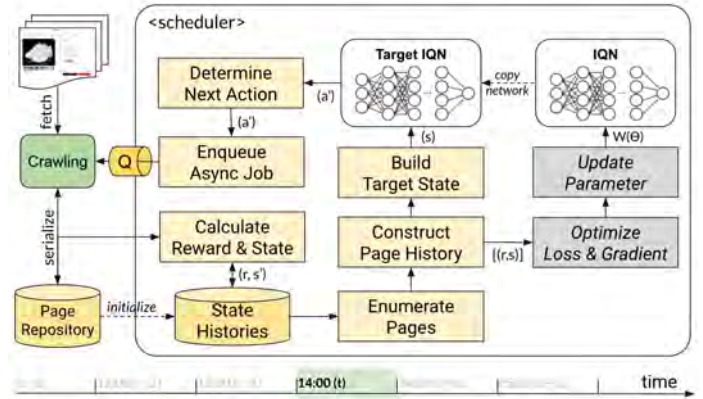 <scheduler>
Target IQN
IQN
Determine
Next Action
(a')
copy
network
fetch
(a')
(s)
W(Θ)
Crawling
Q
Enqueue
Async Job
Build
Target State
Update
Parameter
serialize
Calculate
Reward & State
Construct
Page History
[(r,s)]
Optimize
Loss & Gradient
(r, s')
Page
Repository
initialize
State
Histories
Enumerate
Pages
14:00 (t)
time